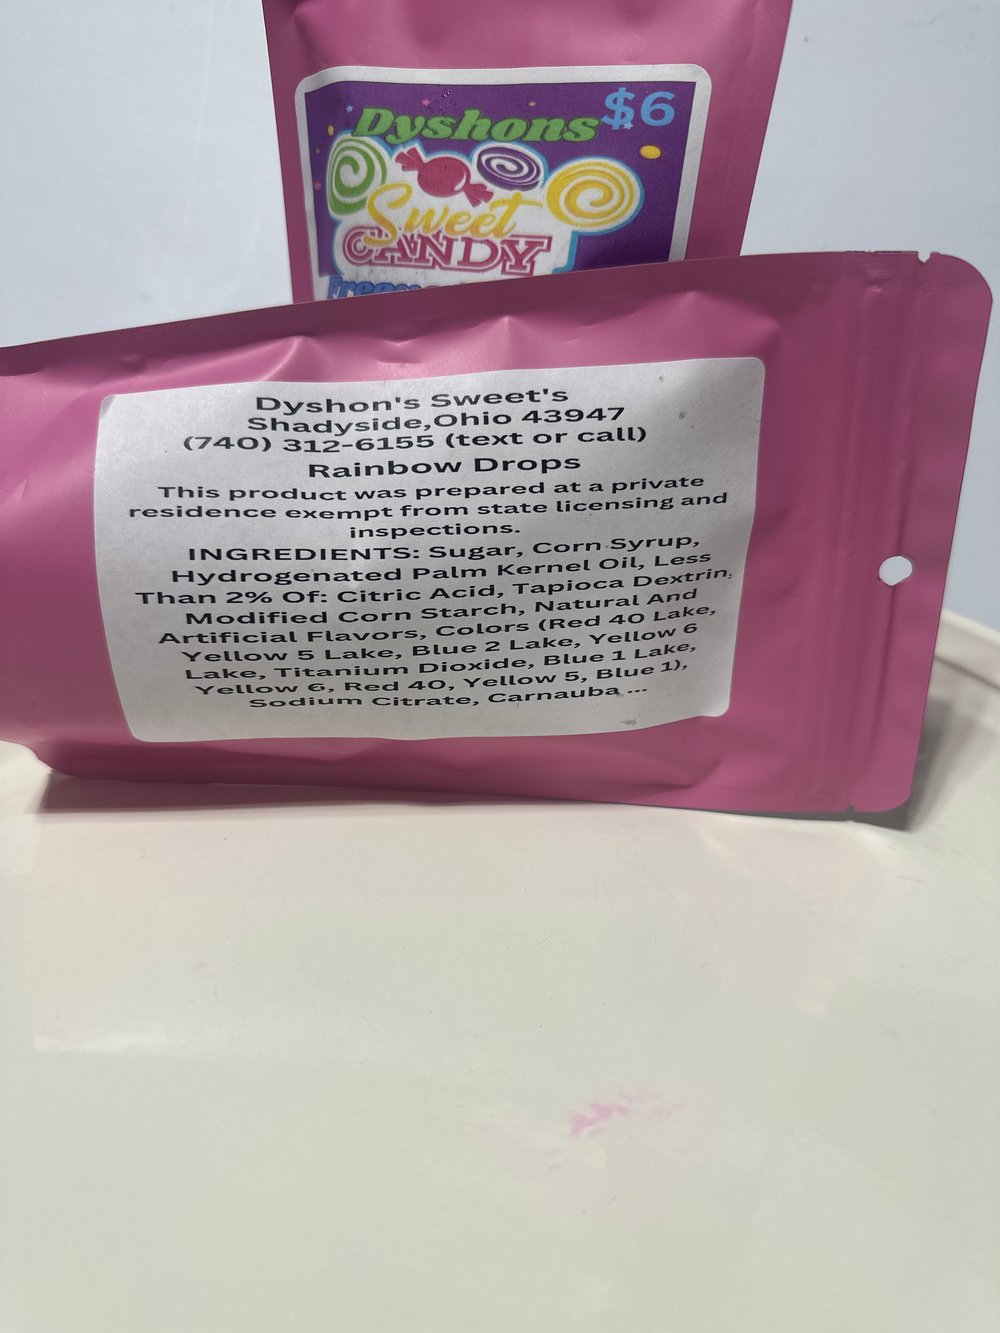 Dyshons $6
Sweet
CANDY
Dyshon's Sweet's
Shadyside,Ohio 43947
(740) 312-6155 (text or call)
Rainbow Drops
This product was prepared at a private
residence exempt from state licensing and
inspections.
INGREDIENTS: Sugar, Corn Syrup,
Hydrogenated Palm Kernel Oil, Less
Than 2% Of: Citric Acid, Tapioca Dextrin,
Modified Corn Starch, Natural And
Artificial Flavors, Colors (Red 40 Lake,
Yellow 5 Lake, Blue 2 Lake, Yellow 6
Lake, Titanium Dioxide, Blue 1 Lake,
Yellow 6, Red 40, Yellow 5, Blue 1),
Sodium Citrate, Carnauba ...